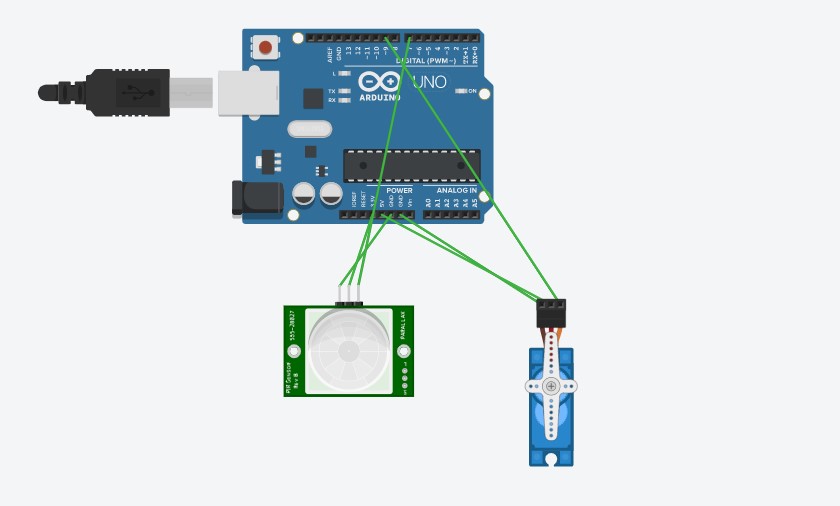 AREF
GND
13
12
~11
~10
~9
8
~6
~5
~4
~3
2
TX→1
RX←0
DIGITAL (PWM~)
L
TX
RX
UNO
ARDUINO
ON
POWER
ANALOG IN
IOREF
RESET
3.3V
5V
GND
GND
Vin
A0
A1
A2
A3
A4
A5
555-28027
PIR Sensor
Rev B
PARALLAX